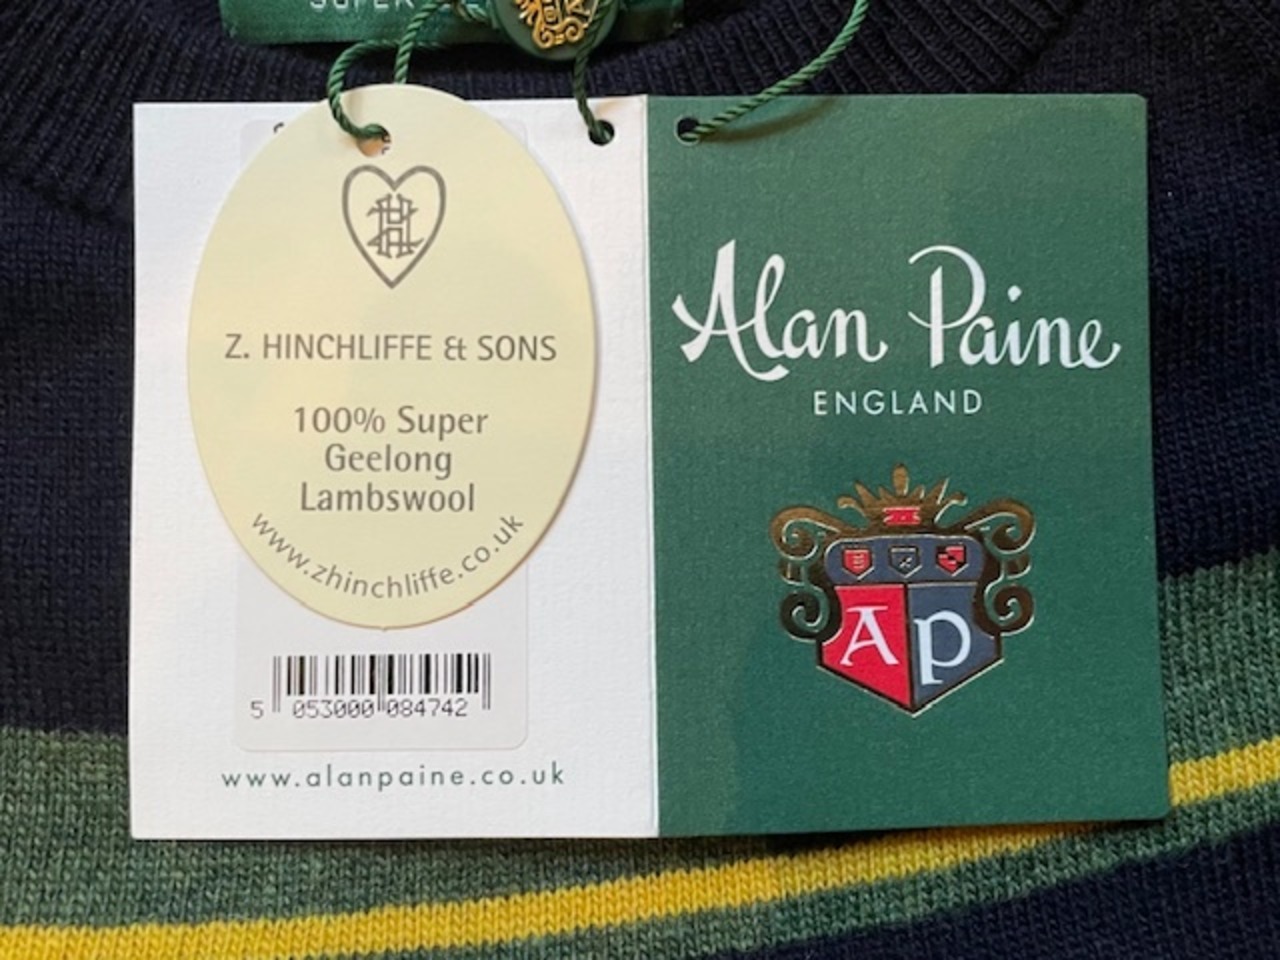 SUPER
Z. HINCHLIFFE & SONS
100% Super
Geelong
Lambswool
www.zhinchliffe.co.uk
5 053000 084742
www.alanpaine.co.uk
Alan Paine
ENGLAND
A P